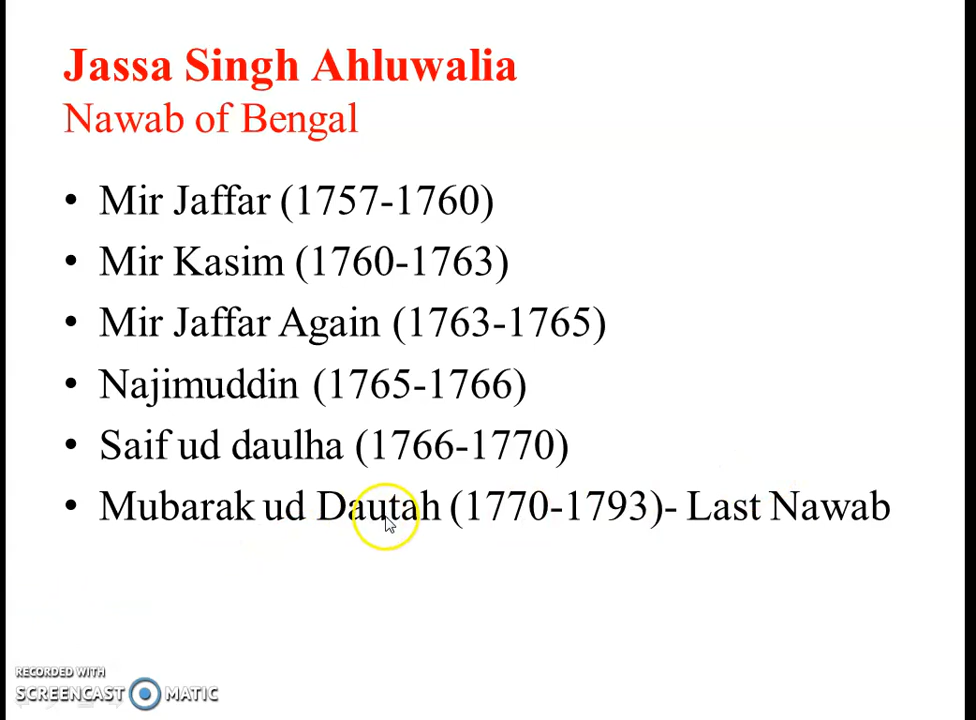 Jassa Singh Ahluwalia
Nawab of Bengal
• Mir Jaffar (1757-1760)
• Mir Kasim (1760-1763)
• Mir Jaffar Again (1763-1765)
• Najimuddin (1765-1766)
• Saif ud daulha (1766-1770)
• Mubarak ud Dautah (1770-1793)- Last Nawab
RECORDED WITH
SCREENCAST MATIC